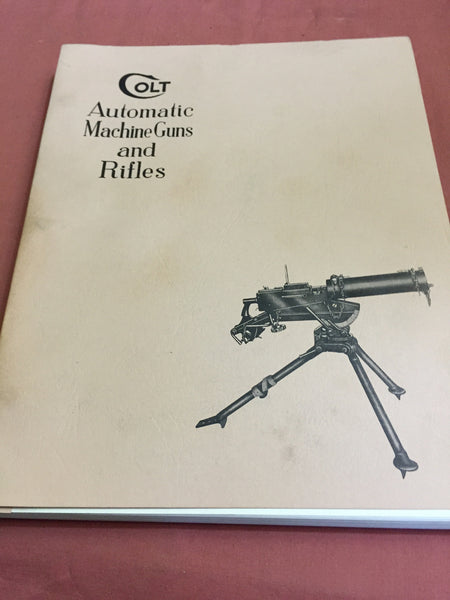 COLT
Automatic
Machine Guns
and
Rifles